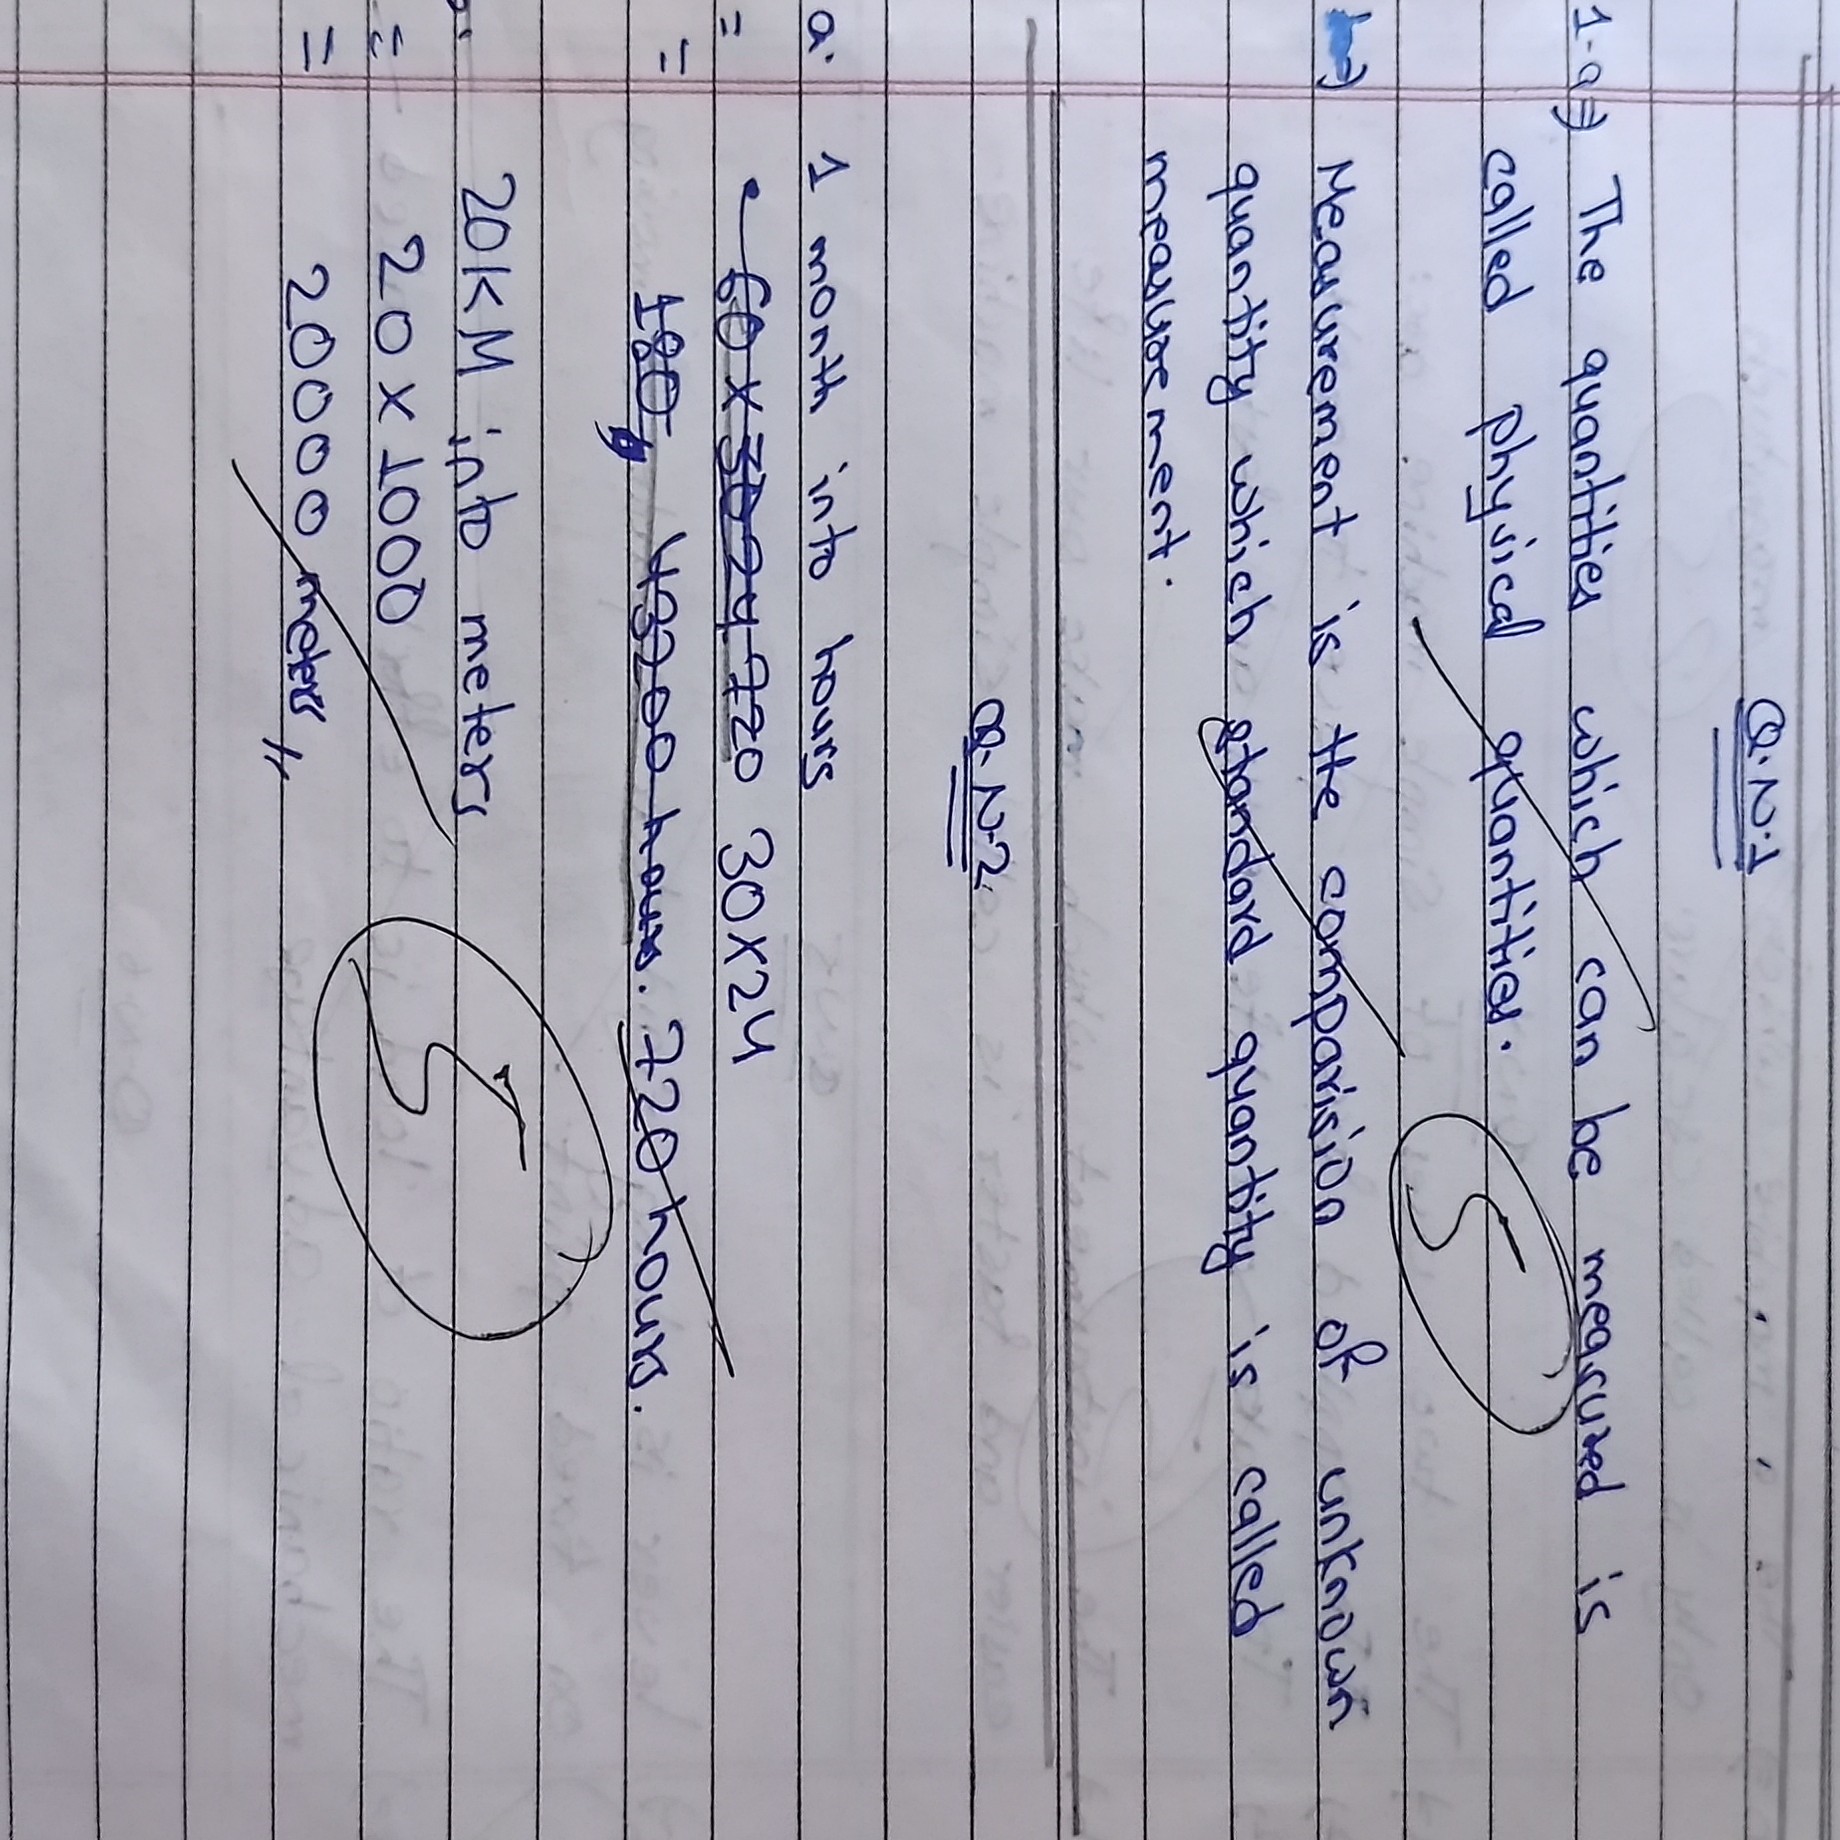 Q.N.1
1-a⇒ The quantities which can be measured is
called physical quantities.
5
b⇒ Measurement is the comparision of unknown
quantity which standard quantity is called
measurement.
Q.N.2
a. 1 month into hours
= 60 x 30 24 720 30X24
= 180, 43200 hours. 720 hours.
20KM into meters
5
= 20 x 1000
= 20000 meters,,